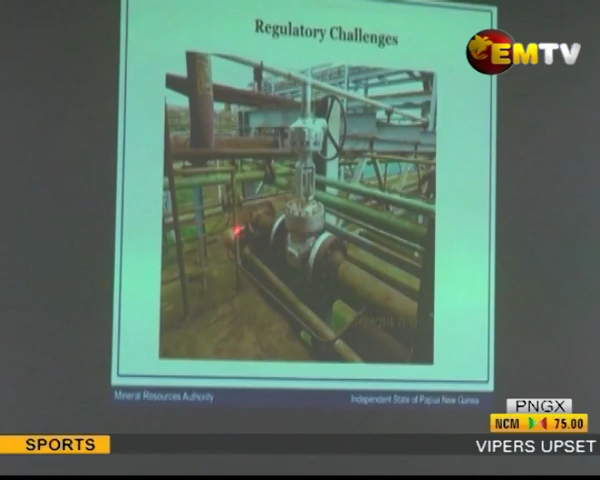 Regulatory Challenges
EMTV
Mineral Resources Authority
Independent State of Papua New Guinea
PNGX
NCM 75.00
SPORTS
VIPERS UPSET